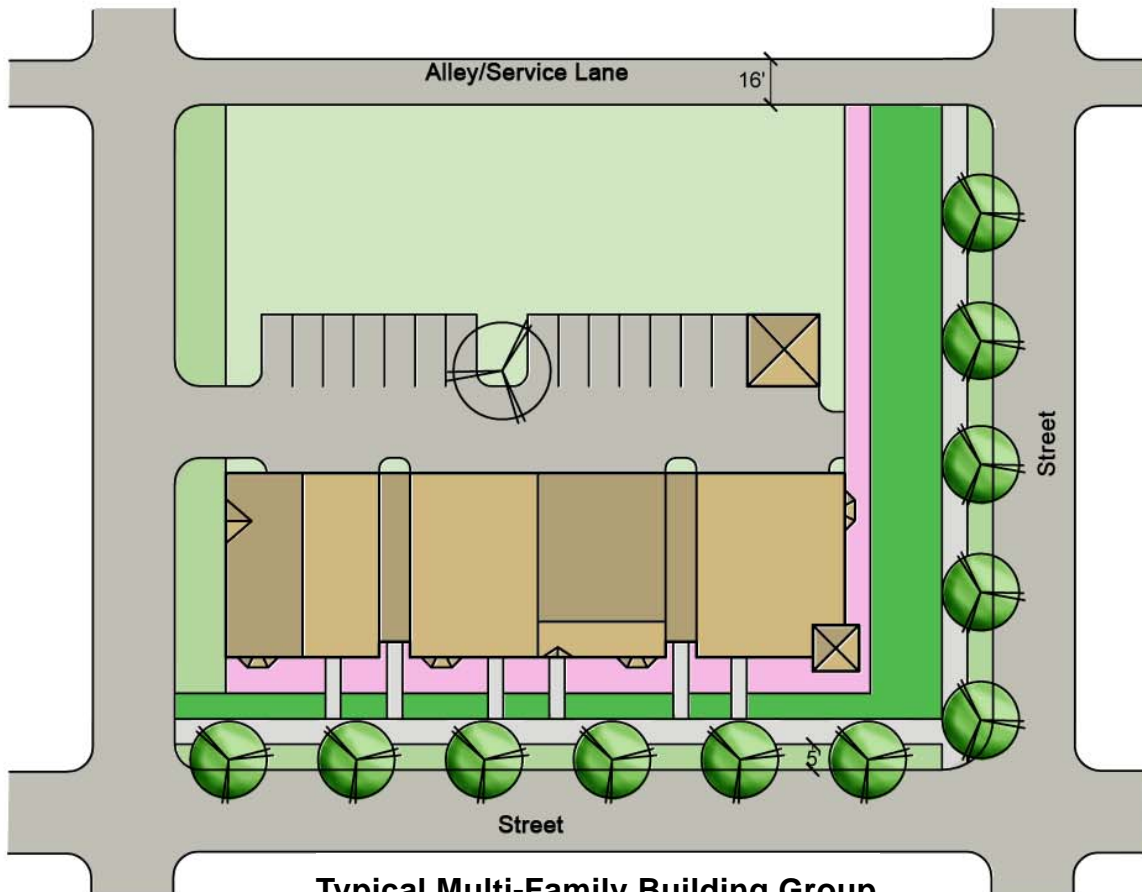 Alley/Service Lane
16'
Street
5'
Street
Typical Multi-Family Building Group